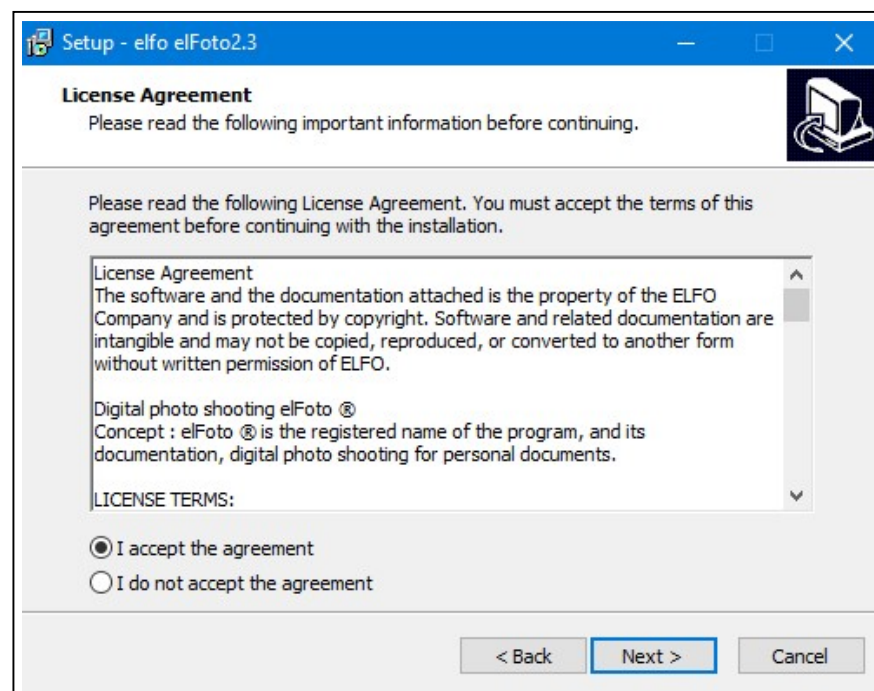 Setup - elfo elFoto2.3
License Agreement
Please read the following important information before continuing.
Please read the following License Agreement. You must accept the terms of this
agreement before continuing with the installation.
License Agreement
The software and the documentation attached is the property of the ELFO
Company and is protected by copyright. Software and related documentation are
intangible and may not be copied, reproduced, or converted to another form
without written permission of ELFO.
Digital photo shooting elFoto ®
Concept : elFoto ® is the registered name of the program, and its
documentation, digital photo shooting for personal documents.
LICENSE TERMS:
I accept the agreement
I do not accept the agreement
< Back Next > Cancel